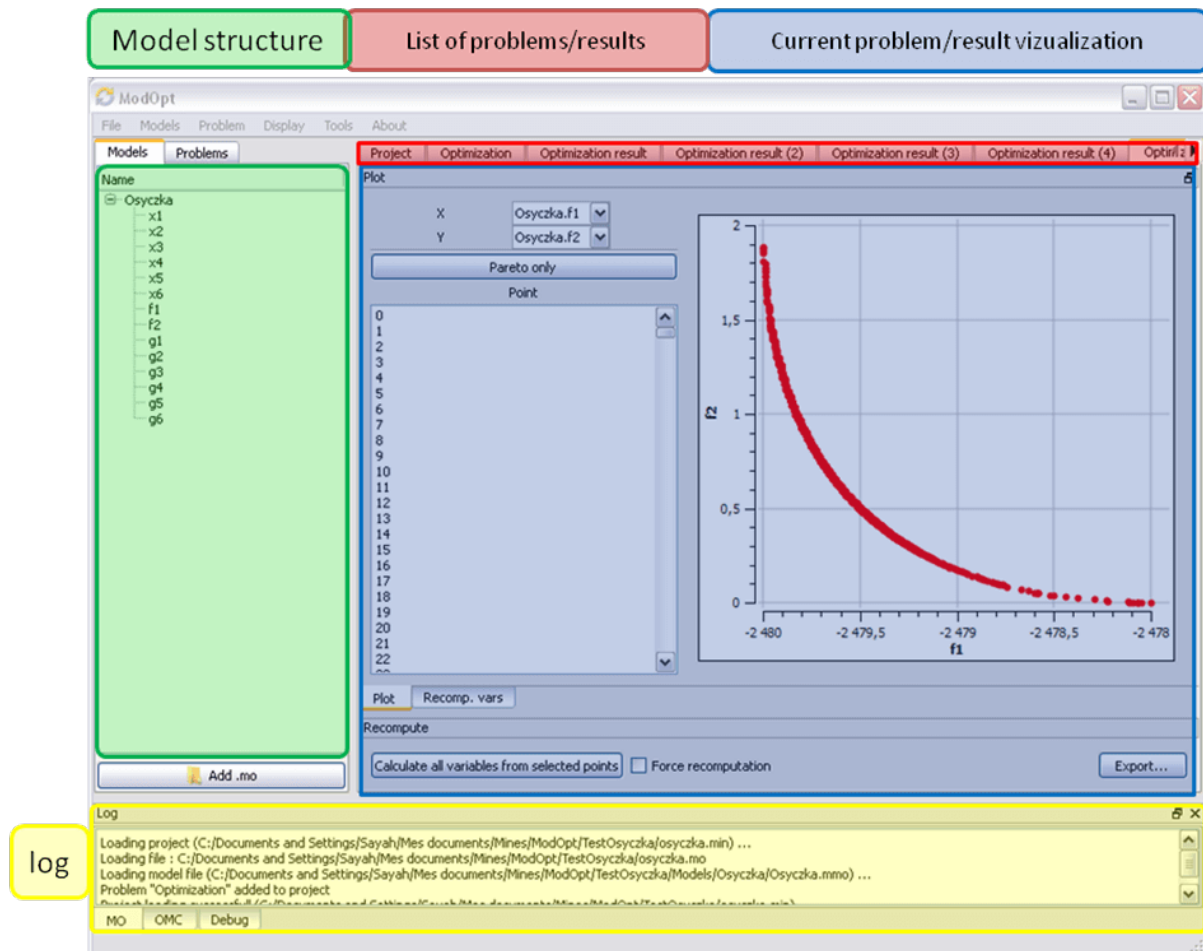 Model structure
List of problems/results
Current problem/result vizualization
ModOpt
File Models Problem Display Tools About
Models Problems
Project Optimization Optimization result Optimization result (2) Optimization result (3) Optimization result (4)
Name
Osyczka
x1
x2
x3
x4
x5
x6
f1
f2
g1
g2
g3
g4
g5
g6
Add .mo
Plot
X Osyczka.f1
Y Osyczka.f2
Pareto only
Point
0
1
2
3
4
5
6
7
8
9
10
11
12
13
14
15
16
17
18
19
20
21
22
2
1,5
1
0,5
0
f2
-2 480 -2 479,5 -2 479 -2 478,5 -2 478
f1
Plot Recomp. vars
Recompute
Calculate all variables from selected points Force recomputation Export...
log
Log
Loading project (C:/Documents and Settings/Sayah/Mes documents/Mines/ModOpt/TestOsyczka/osyczka.min) ...
Loading file : C:/Documents and Settings/Sayah/Mes documents/Mines/ModOpt/TestOsyczka/osyczka.mo
Loading model file (C:/Documents and Settings/Sayah/Mes documents/Mines/ModOpt/TestOsyczka/Models/Osyczka/Osyczka.mmo) ...
Problem "Optimization" added to project
MO OMC Debug